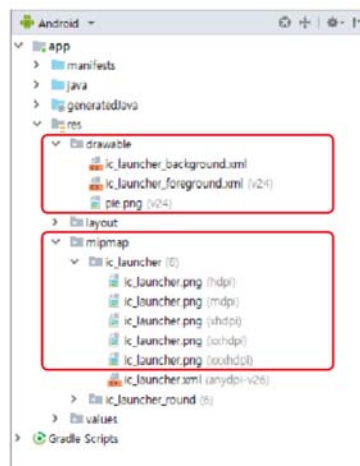 Android
app
manifests
java
generatedJava
res
drawable
ic_launcher_background.xml
ic_launcher_foreground.xml (v24)
pie.png (v24)
layout
mipmap
ic_launcher (6)
ic_launcher.png (hdpi)
ic_launcher.png (mdpi)
ic_launcher.png (xhdpi)
ic_launcher.png (xxhdpi)
ic_launcher.png (xxxhdpi)
ic_launcher.xml (anydpi-v26)
ic_launcher_round (6)
values
Gradle Scripts